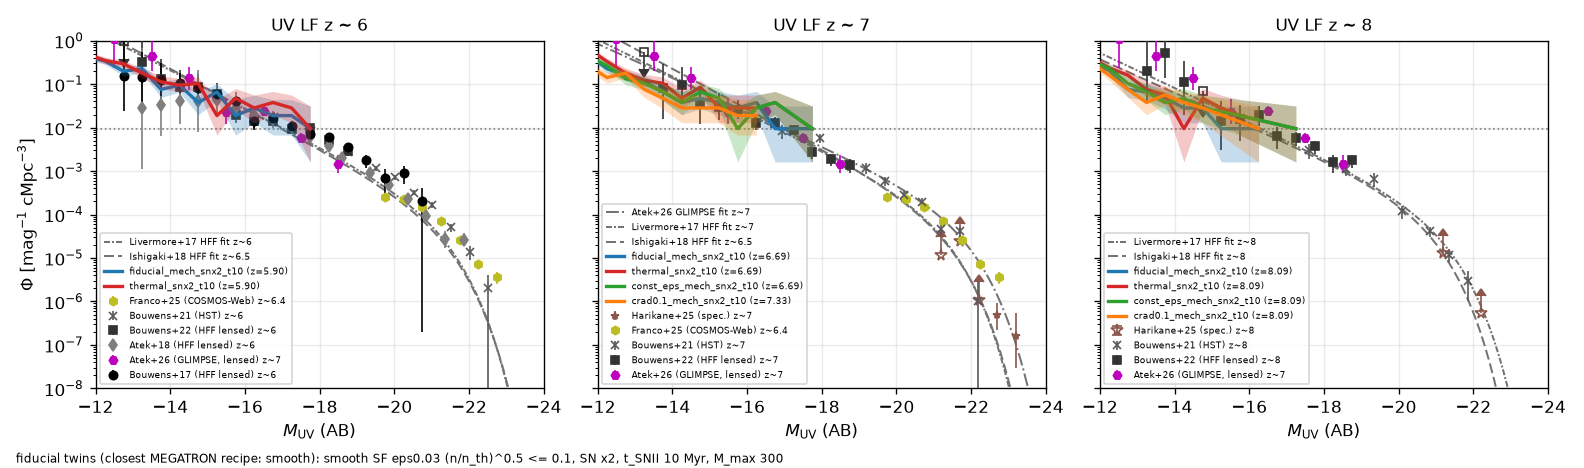 UV LF z ~ 6
UV LF z ~ 7
UV LF z ~ 8
Φ [mag⁻¹ cMpc⁻³]
10⁰
10⁻¹
10⁻²
10⁻³
10⁻⁴
10⁻⁵
10⁻⁶
10⁻⁷
10⁻⁸
Livermore+17 HFF fit z~6
Ishigaki+18 HFF fit z~6.5
fiducial_mech_snx2_t10 (z=5.90)
thermal_snx2_t10 (z=5.90)
Franco+25 (COSMOS-Web) z~6.4
Bouwens+21 (HST) z~6
Bouwens+22 (HFF lensed) z~6
Atek+18 (HFF lensed) z~6
Atek+26 (GLIMPSE, lensed) z~7
Bouwens+17 (HFF lensed) z~6
Atek+26 GLIMPSE fit z~7
Livermore+17 HFF fit z~7
Ishigaki+18 HFF fit z~6.5
fiducial_mech_snx2_t10 (z=6.69)
thermal_snx2_t10 (z=6.69)
const_eps_mech_snx2_t10 (z=6.69)
crad0.1_mech_snx2_t10 (z=7.33)
Harikane+25 (spec.) z~7
Franco+25 (COSMOS-Web) z~6.4
Bouwens+21 (HST) z~7
Bouwens+22 (HFF lensed) z~7
Atek+26 (GLIMPSE, lensed) z~7
Livermore+17 HFF fit z~8
Ishigaki+18 HFF fit z~8
fiducial_mech_snx2_t10 (z=8.09)
thermal_snx2_t10 (z=8.09)
const_eps_mech_snx2_t10 (z=8.09)
crad0.1_mech_snx2_t10 (z=8.09)
Harikane+25 (spec.) z~8
Bouwens+21 (HST) z~8
Bouwens+22 (HFF lensed) z~8
Atek+26 (GLIMPSE, lensed) z~7
−12 −14 −16 −18 −20 −22 −24
−12 −14 −16 −18 −20 −22 −24
−12 −14 −16 −18 −20 −22 −24
M_UV (AB)
M_UV (AB)
M_UV (AB)
fiducial twins (closest MEGATRON recipe: smooth): smooth SF eps0.03 (n/n_th)^0.5 <= 0.1, SN x2, t_SNII 10 Myr, M_max 300